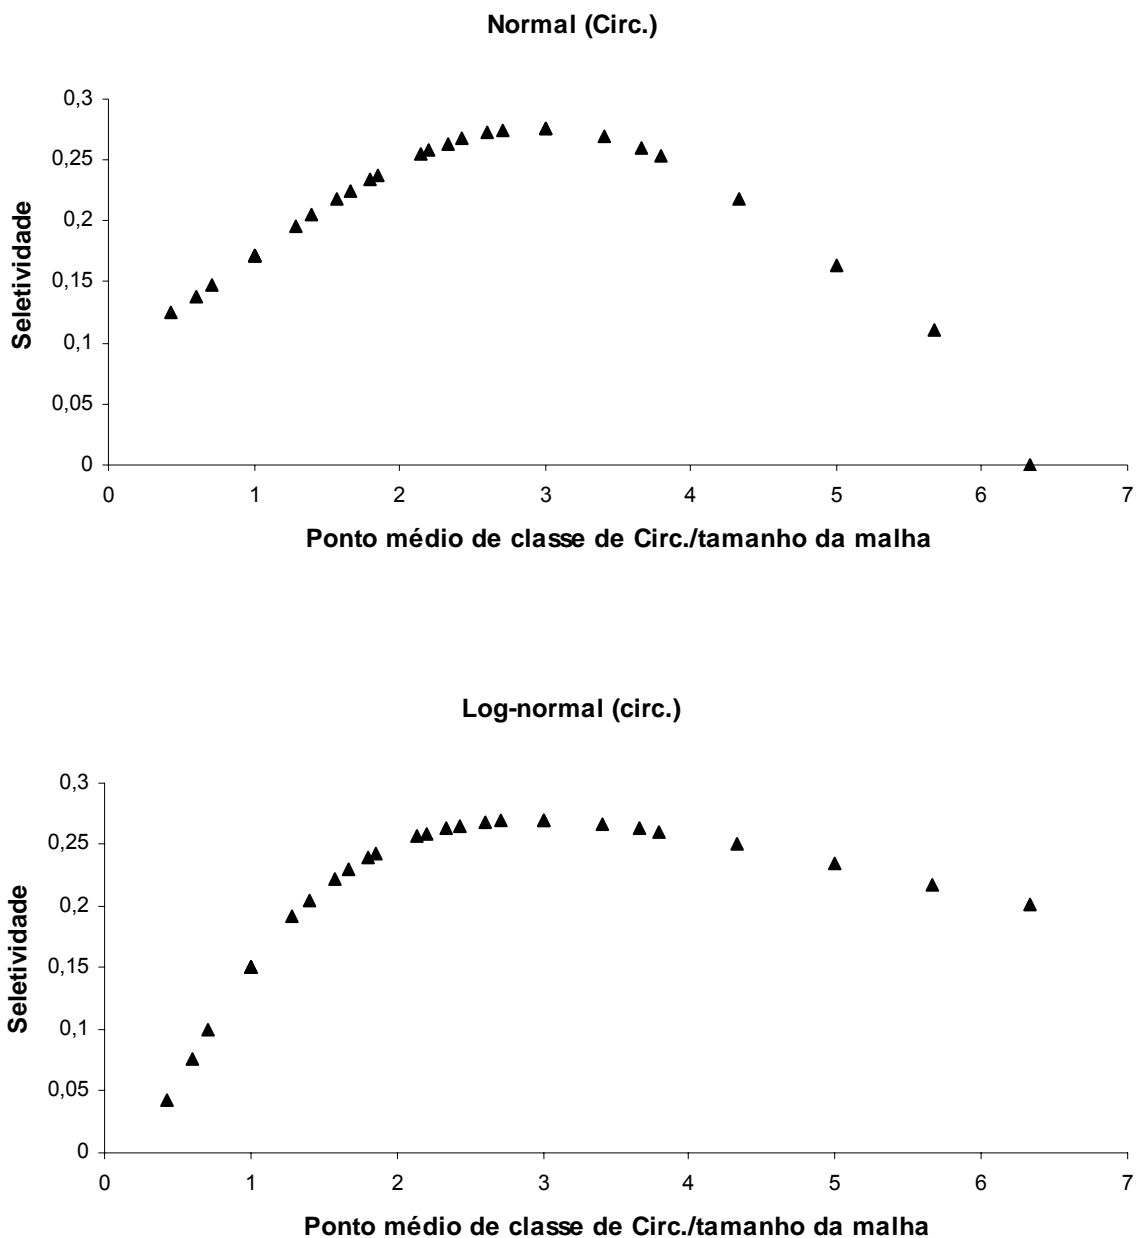 Normal (Circ.)
0,3
0,25
0,2
0,15
0,1
0,05
0
Seletividade
0 1 2 3 4 5 6 7
Ponto médio de classe de Circ./tamanho da malha
Log-normal (circ.)
0,3
0,25
0,2
0,15
0,1
0,05
0
Seletividade
0 1 2 3 4 5 6 7
Ponto médio de classe de Circ./tamanho da malha